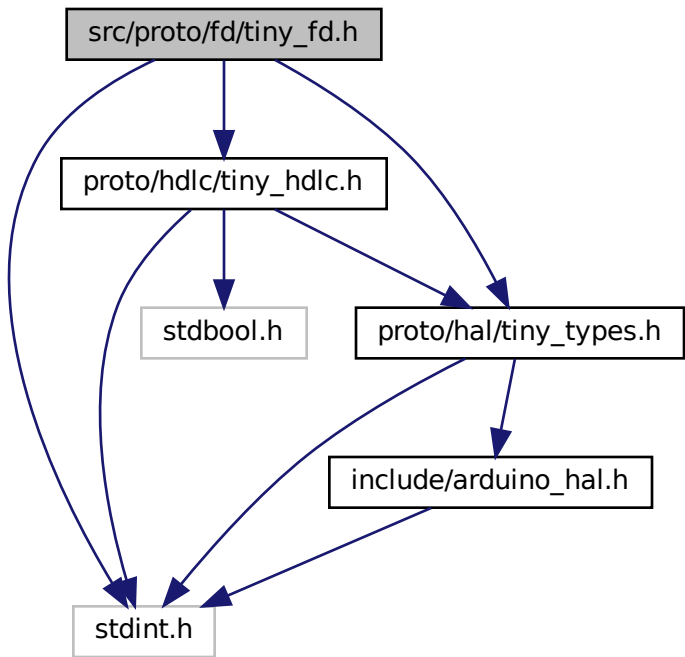 src/proto/fd/tiny_fd.h
proto/hdlc/tiny_hdlc.h
stdbool.h
proto/hal/tiny_types.h
include/arduino_hal.h
stdint.h